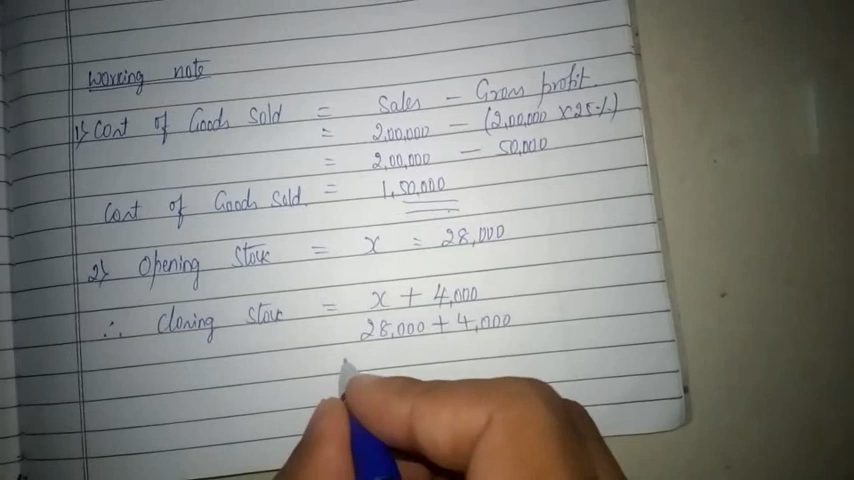 Working note
1) Cost of Goods Sold = Sales - Gross profit.
= 2,00,000 - (2,00,000 x 25%)
= 2,00,000 - 50,000
Cost of Goods Sold. = 1,50,000
2) Opening Stock = x = 28,000
∴ Closing Stock = x + 4,000
28,000 + 4,000